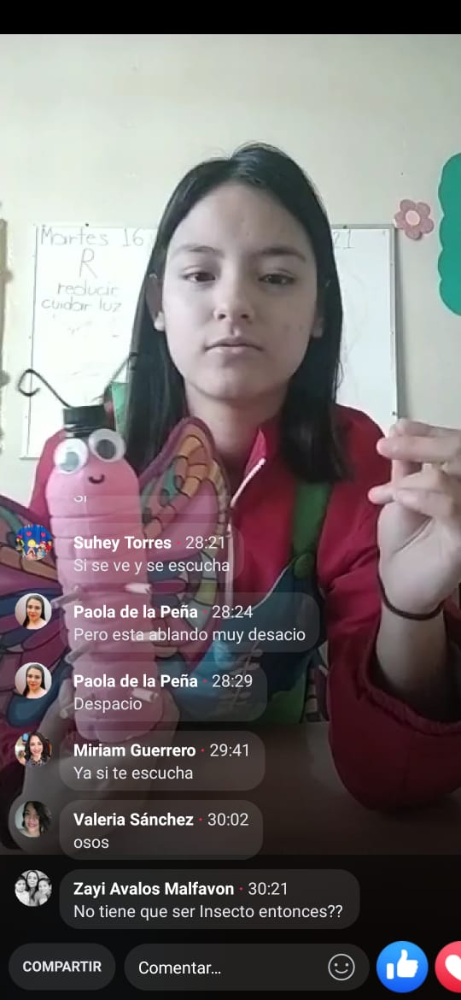 Martes 16
21
R
reducir
cuidar luz
Suhey Torres 28:21
Si se ve y se escucha
Paola de la Peña · 28:24
Pero esta ablando muy desacio
Paola de la Peña · 28:29
Despacio
Miriam Guerrero · 29:41
Ya si te escucha
Valeria Sánchez · 30:02
osos
Zayi Avalos Malfavon · 30:21
No tiene que ser Insecto entonces??
COMPARTIR
Comentar...